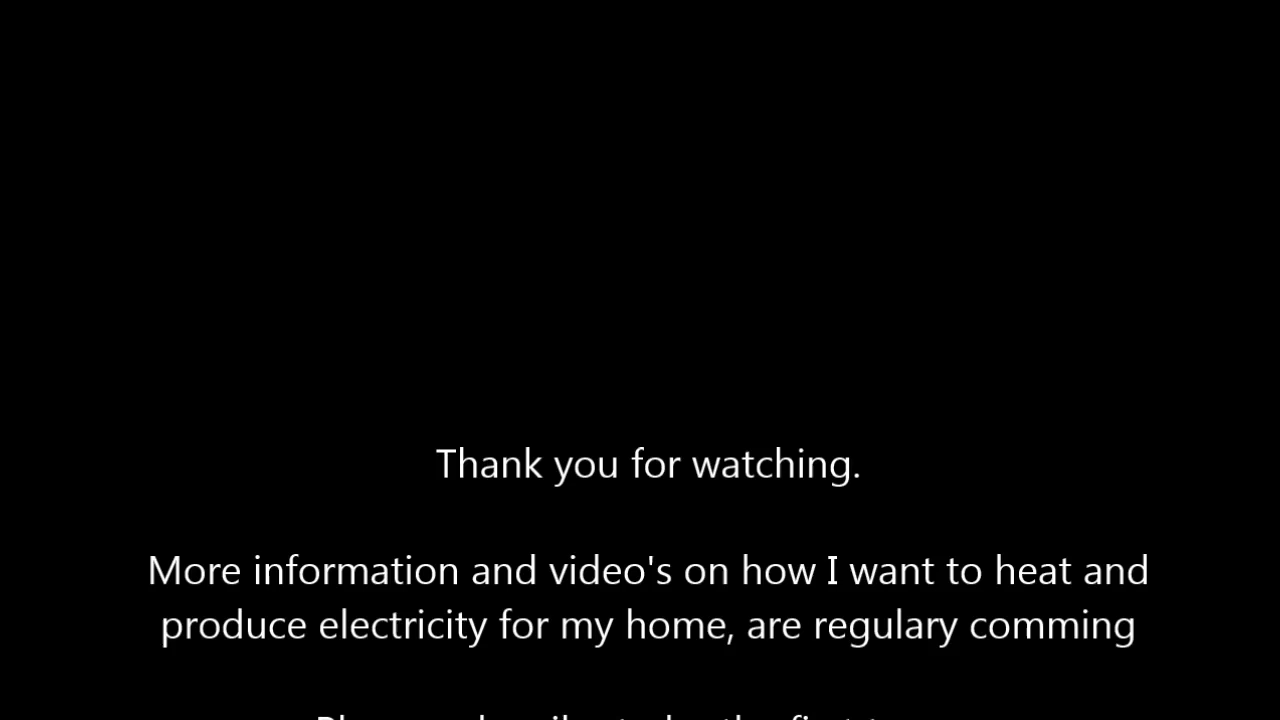 Thank you for watching.
More information and video's on how I want to heat and
produce electricity for my home, are regulary comming